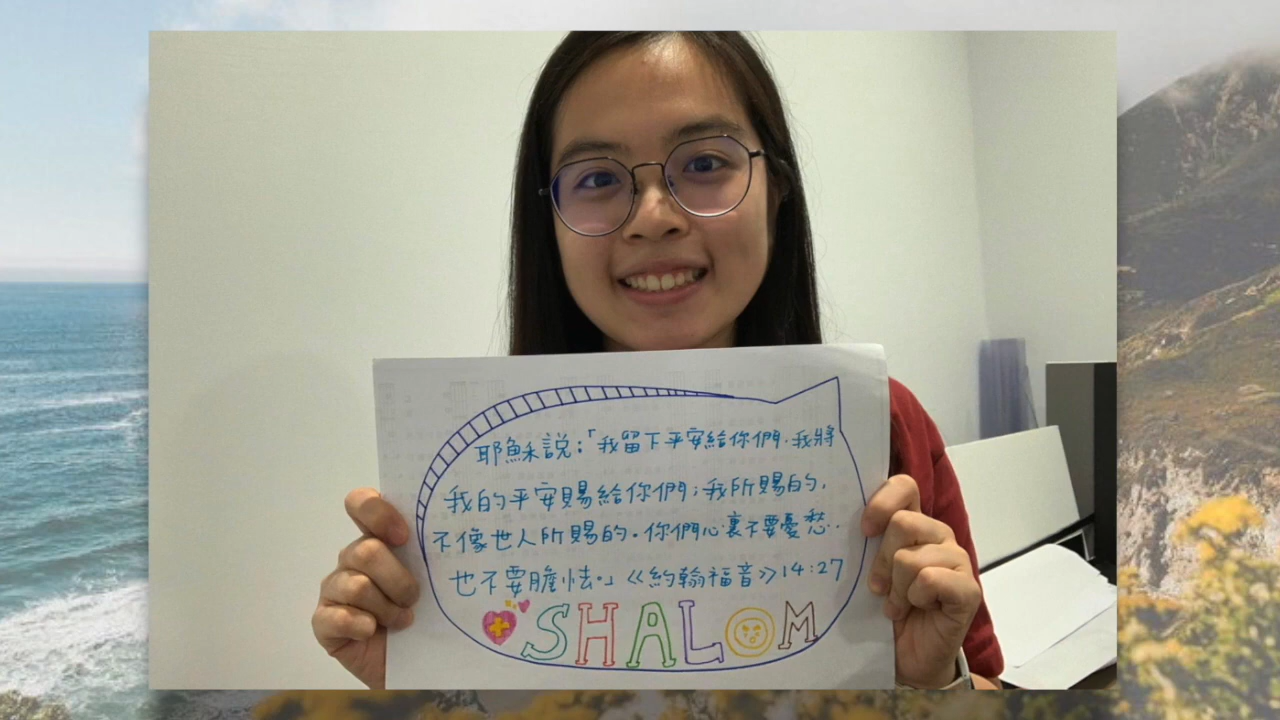 耶穌説：「我留下平安給你們，我將
我的平安賜給你們；我所賜的，
不像世人所賜的。你們心裏不要憂愁，
也不要膽怯。」《約翰福音》14:27
SHALOM